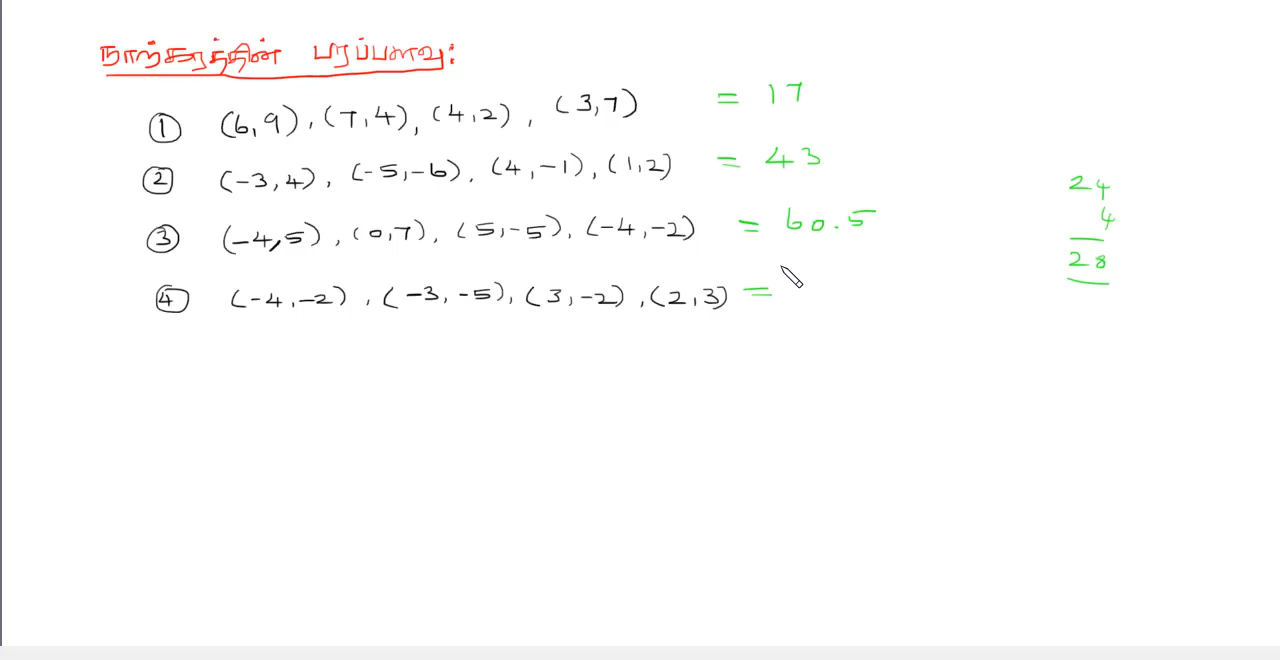 நாற்கரத்தின் பரப்பளவு:
① (6,9), (7,4), (4,2), (3,7) = 17
② (-3,4), (-5,-6), (4,-1), (1,2) = 43
③ (-4,5), (0,7), (5,-5), (-4,-2) = 60.5
④ (-4,-2), (-3,-5), (3,-2), (2,3) =
24
4
28